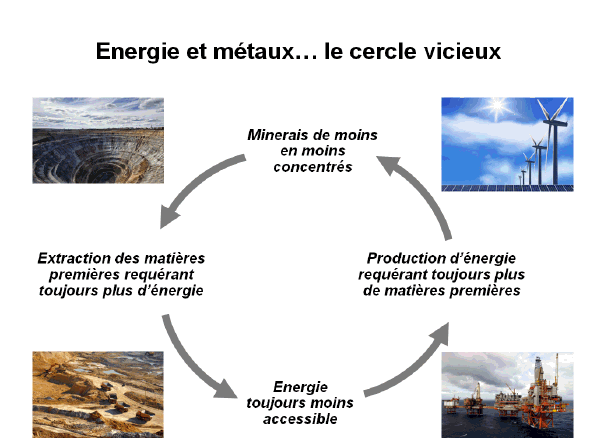 Energie et métaux… le cercle vicieux
Minerais de moins
en moins
concentrés
Extraction des matières
premières requérant
toujours plus d’énergie
Production d’énergie
requérant toujours plus
de matières premières
Energie
toujours moins
accessible